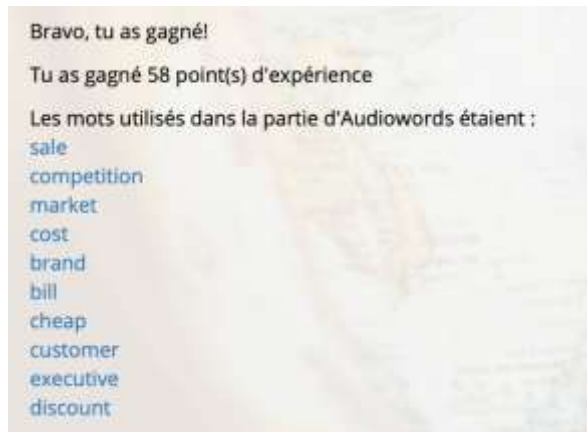 Bravo, tu as gagné!
Tu as gagné 58 point(s) d'expérience
Les mots utilisés dans la partie d'Audiowords étaient :
sale
competition
market
cost
brand
bill
cheap
customer
executive
discount